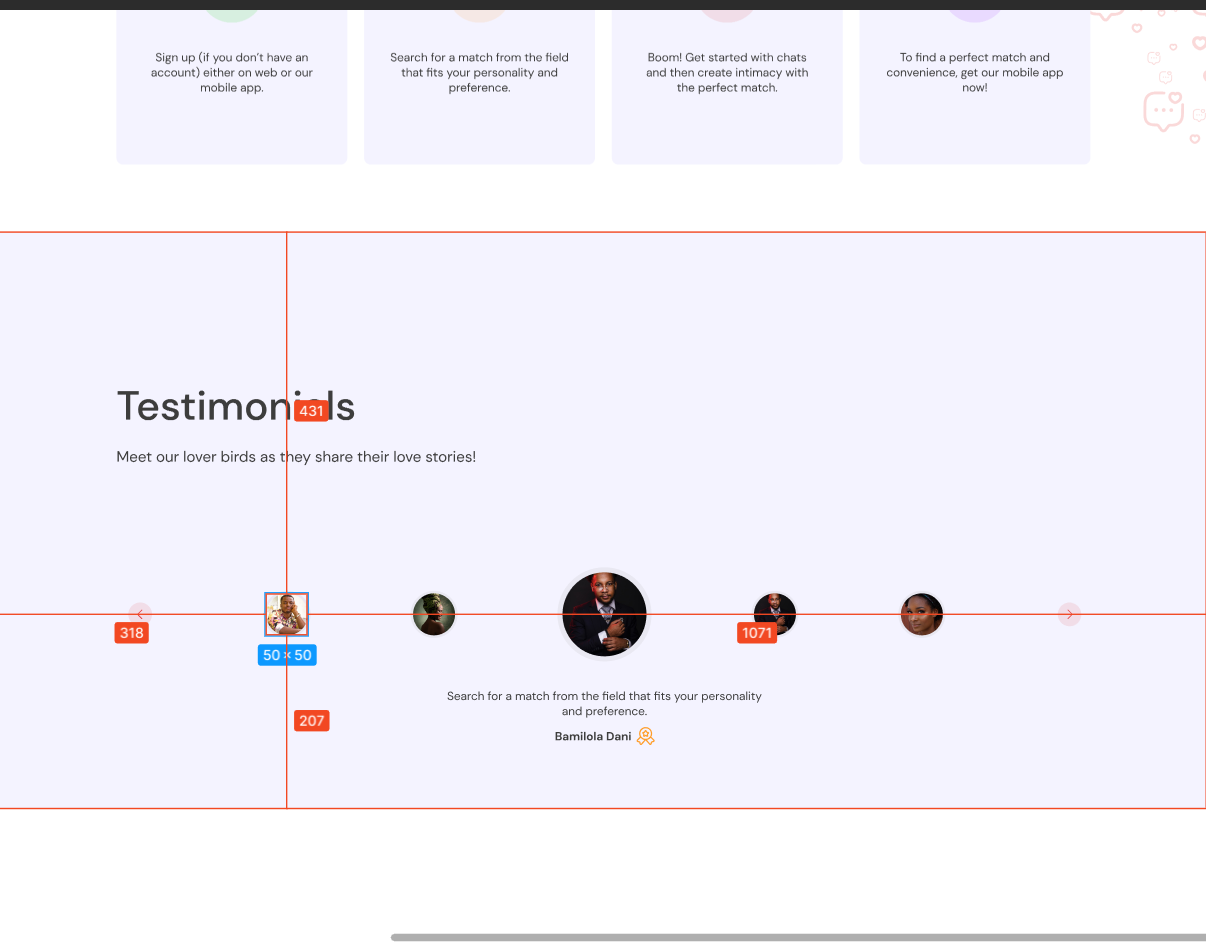 Sign up (if you don’t have an
account) either on web or our
mobile app.
Search for a match from the field
that fits your personality and
preference.
Boom! Get started with chats
and then create intimacy with
the perfect match.
To find a perfect match and
convenience, get our mobile app
now!
Testimonials
431
Meet our lover birds as they share their love stories!
318
1071
50 × 50
207
Search for a match from the field that fits your personality
and preference.
Bamilola Dani